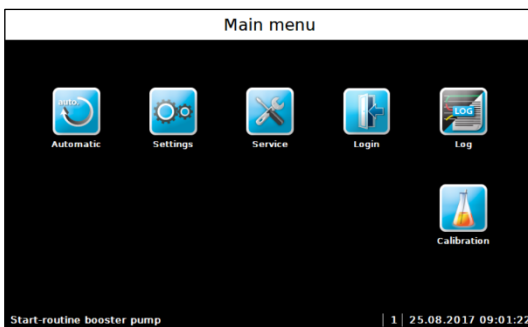 Main menu
auto.
LOG
Automatic
Settings
Service
Login
Log
Calibration
Start-routine booster pump
1
25.08.2017 09:01:22